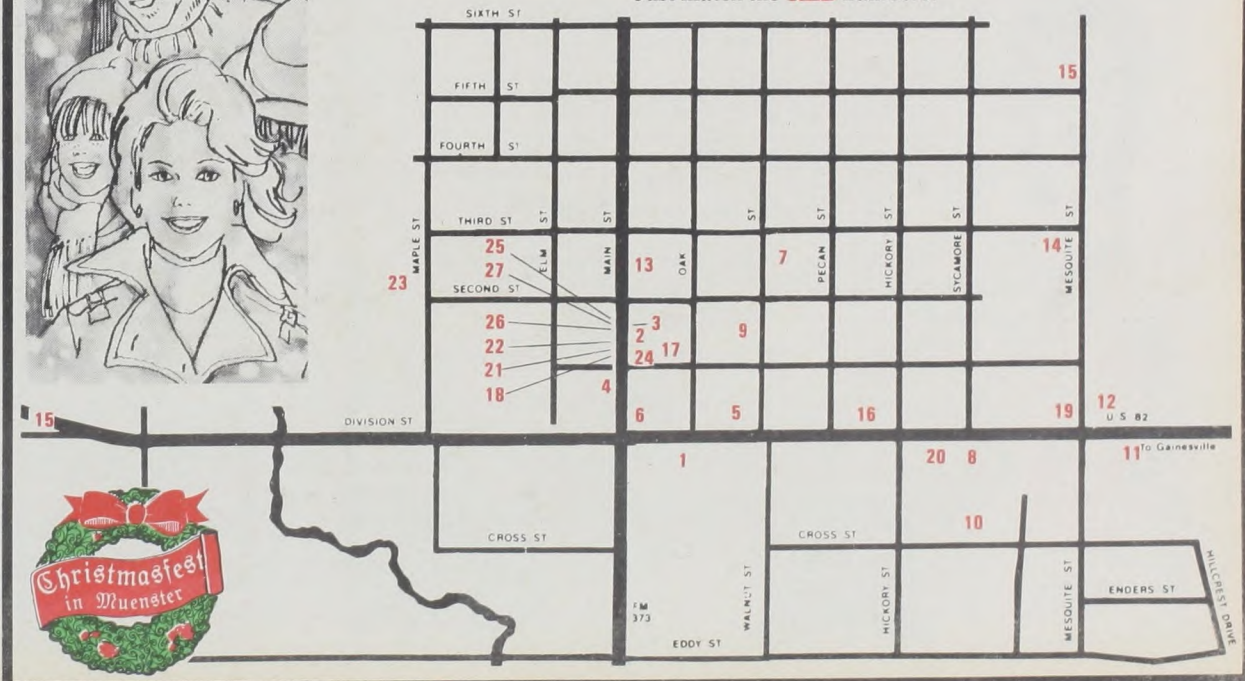 SIXTH ST
15
FIFTH ST
FOURTH ST
MAPLE ST
THIRD ST
ST
ELM
ST
MAIN
ST
OAK
ST
PECAN
ST
HICKORY
ST
SYCAMORE
ST
MESQUITE
25
13
7
14
27
23
SECOND ST
26
3
2
9
22
17
24
21
18
4
15
DIVISION ST
6
5
16
19
12
U S 82
1
20
8
11
To Gainesville
10
CROSS ST
CROSS ST
Christmasfest
in Muenster
FM
373
WALNUT ST
HICKORY ST
MESQUITE ST
ENDERS ST
HILLCREST DRIVE
EDDY ST